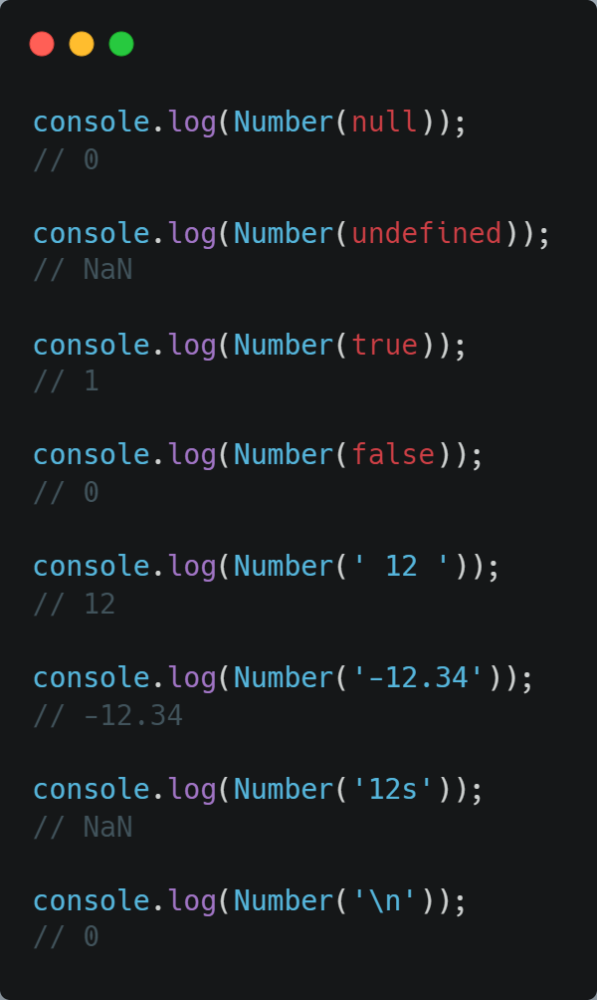 console.log(Number(null));
// 0
console.log(Number(undefined));
// NaN
console.log(Number(true));
// 1
console.log(Number(false));
// 0
console.log(Number(' 12 '));
// 12
console.log(Number('-12.34'));
// -12.34
console.log(Number('12s'));
// NaN
console.log(Number('\n'));
// 0